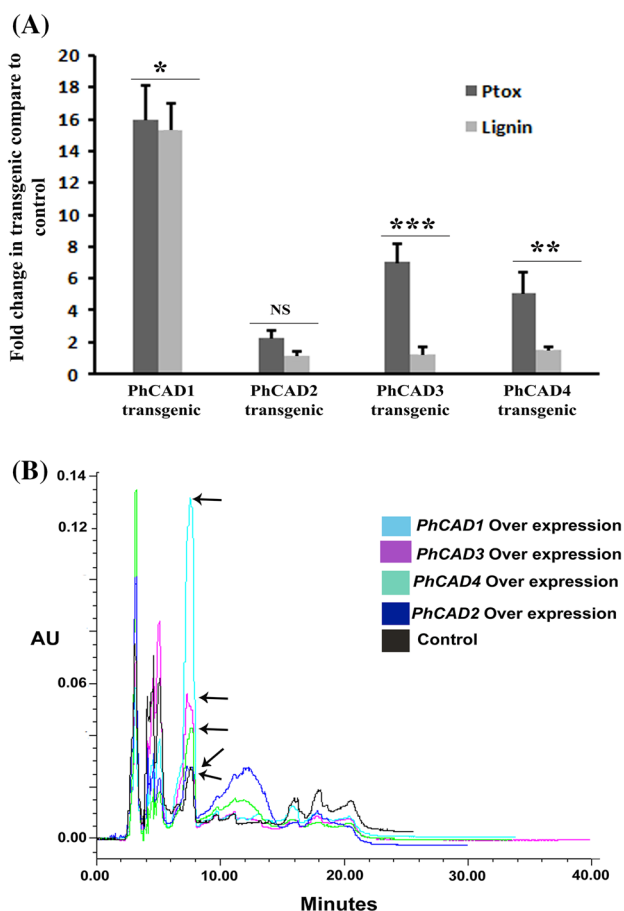 (A)
Fold change in transgenic compare to
control
20
18
16
14
12
10
8
6
4
2
0
*
NS
***
**
Ptox
Lignin
PhCAD1
transgenic
PhCAD2
transgenic
PhCAD3
transgenic
PhCAD4
transgenic
(B)
0.14
0.12
AU
0.06
0.00
PhCAD1 Over expression
PhCAD3 Over expression
PhCAD4 Over expression
PhCAD2 Over expression
Control
0.00 10.00 20.00 30.00 40.00
Minutes